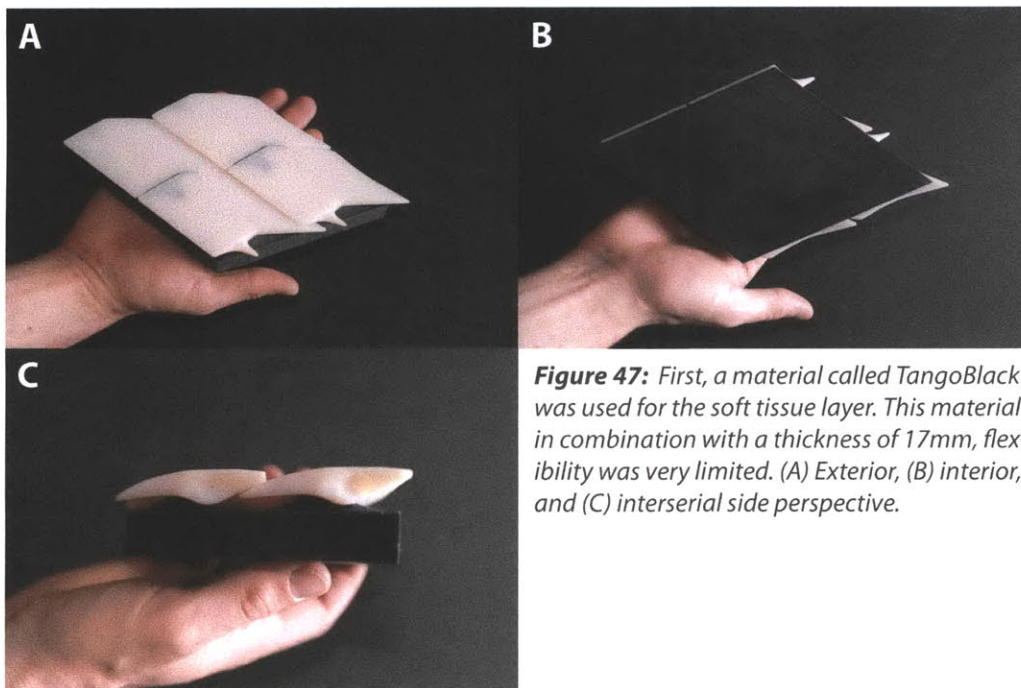 A
B
C
Figure 47: First, a material called TangoBlack
was used for the soft tissue layer. This material
in combination with a thickness of 17mm, flex
ibility was very limited. (A) Exterior, (B) interior,
and (C) interserial side perspective.